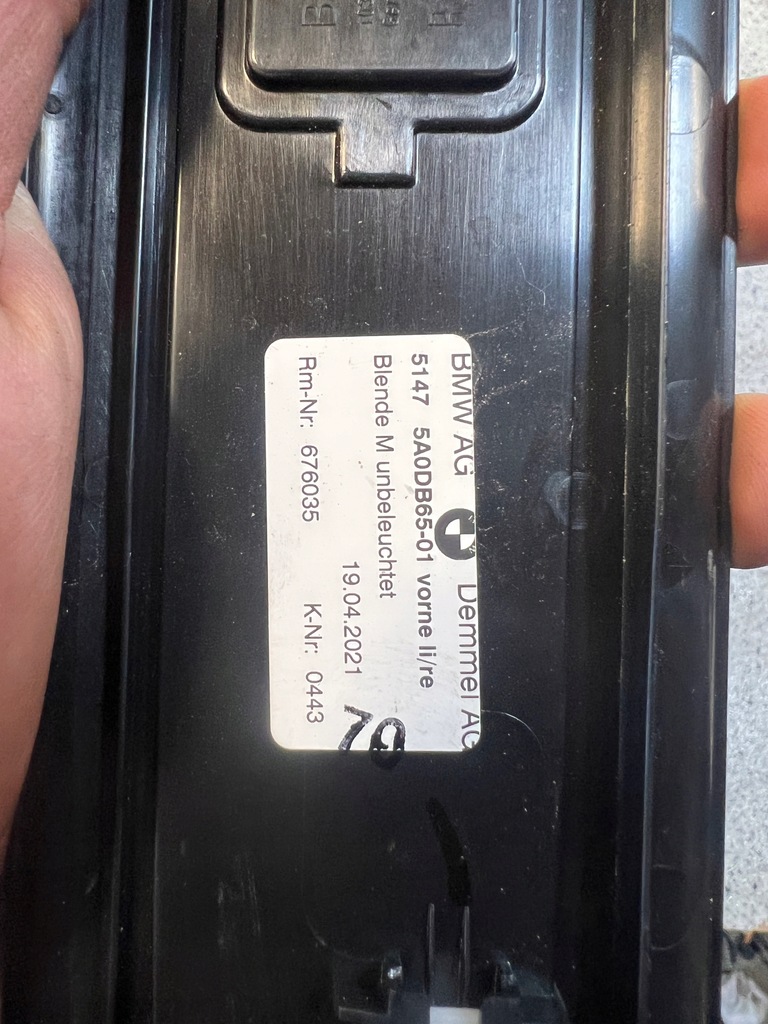 BMW AG Demmel AG
5147 5A0DB65-01 vorne li/re
Blende M unbeleuchtet
19.04.2021
Rm-Nr: 676035 K-Nr: 0443